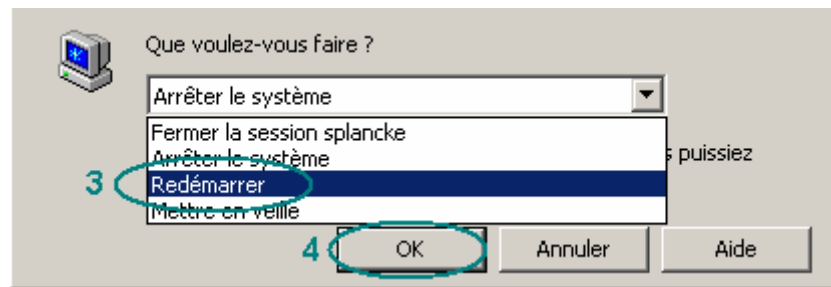 Que voulez-vous faire ?
Arrêter le système
Fermer la session splancke
Arrêter le système
puissiez
3 Redémarrer
Mettre en veille
4 OK Annuler Aide